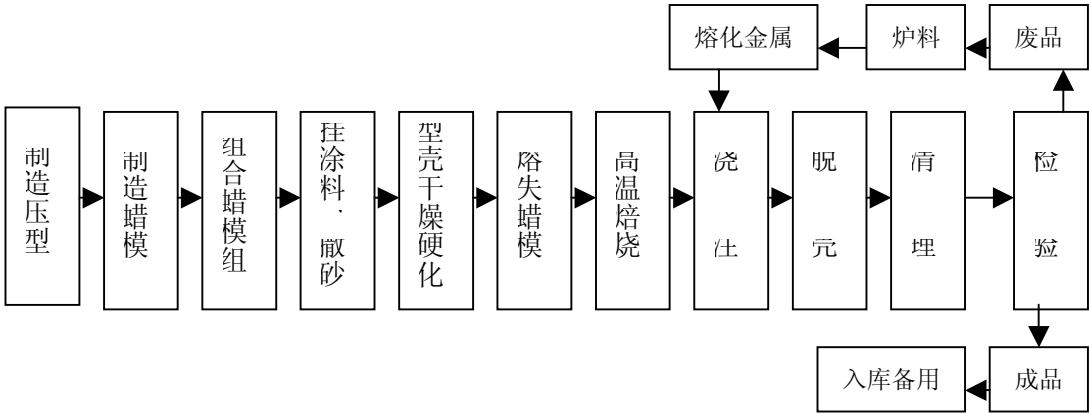 熔化金属
炉料
废品
制造压型
制造蜡模
组合蜡模组
挂涂料、撒砂
型壳干燥硬化
熔失蜡模
高温焙烧
浇注
脱壳
清理
检验
入库备用
成品